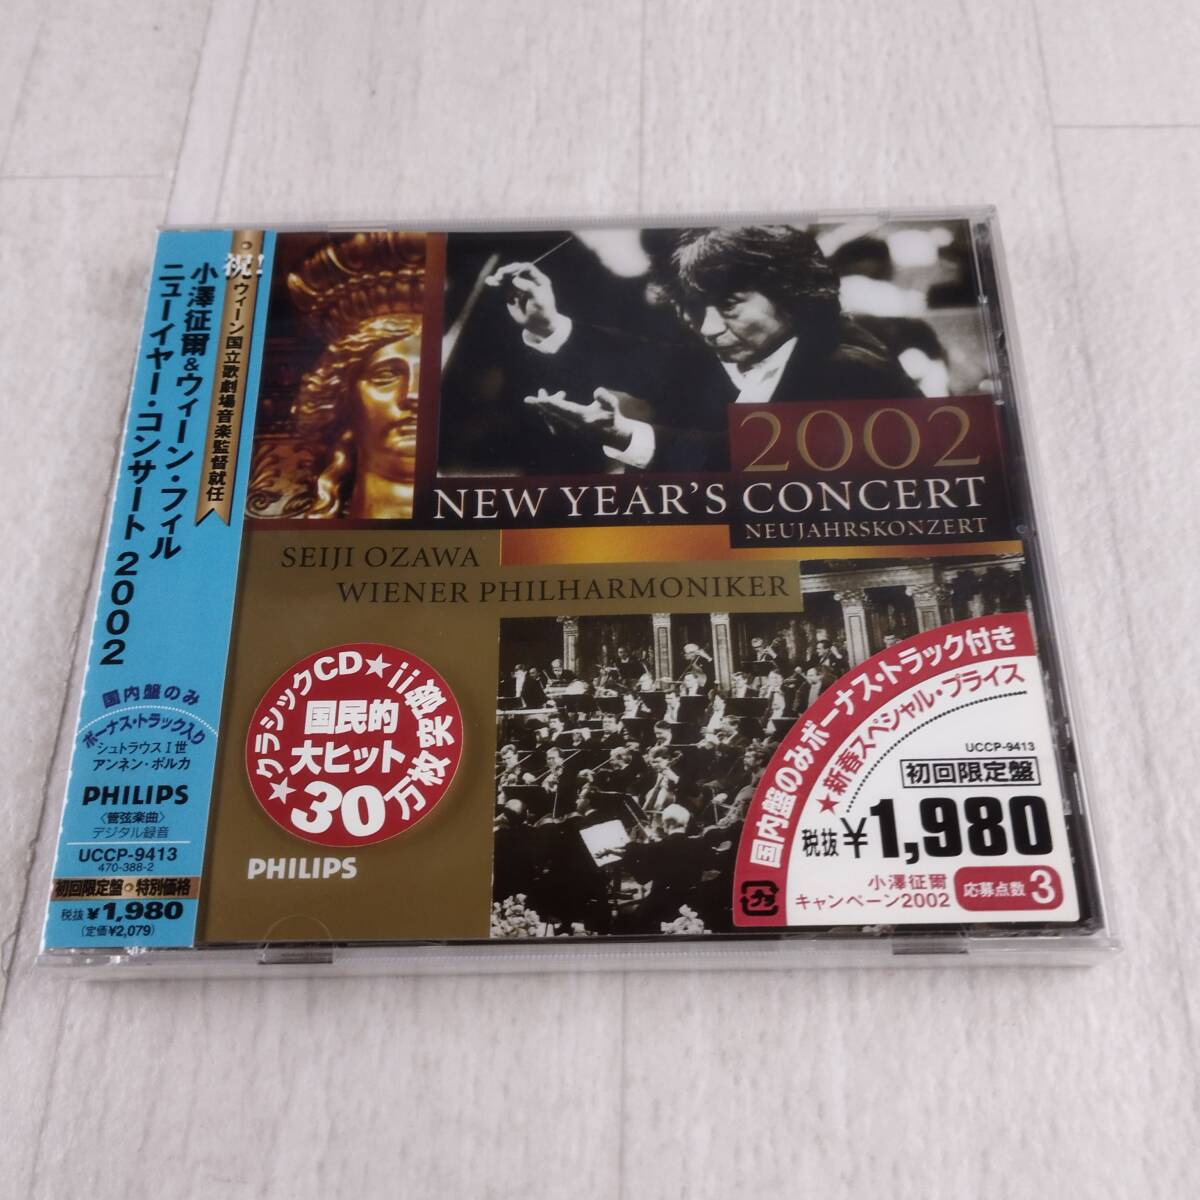 祝!
ウィーン国立歌劇場音楽監督就任
小澤征爾&ウィーン・フィル
ニューイヤー・コンサート 2002
国内盤のみ
ボーナス・トラック入り
シュトラウスⅠ世
アンネン・ポルカ
PHILIPS
〈管弦楽曲〉
デジタル録音
UCCP-9413
470-388-2
初回限定盤・特別価格
税抜¥1,980
(定価¥2,079)
2002
NEW YEAR'S CONCERT
NEUJAHRSKONZERT
SEIJI OZAWA
WIENER PHILHARMONIKER
★クラシックCD★
国民的
大ヒット
30万枚突破!!
PHILIPS
国内盤のみボーナス・トラック付き
★新春スペシャル・プライス
UCCP-9413
初回限定盤
税抜¥1,980
小澤征爾
キャンペーン2002
応募点数 3